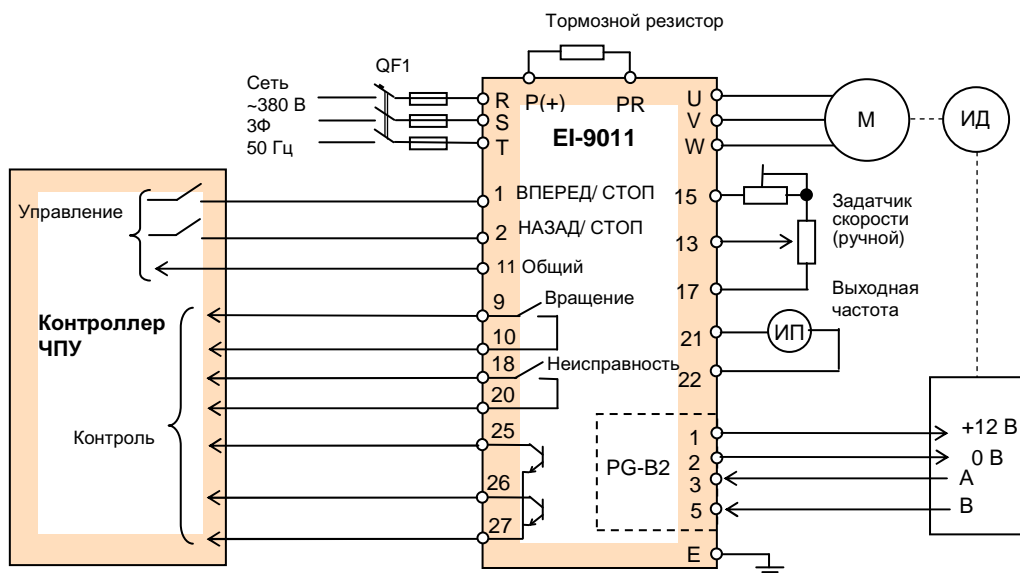 Тормозной резистор
QF1
Сеть
~380 В
3Ф
50 Гц
R
S
T
P(+)
PR
EI-9011
U
V
W
М
ИД
Управление
1
ВПЕРЕД/ СТОП
2
НАЗАД/ СТОП
11
Общий
15
13
17
Задатчик
скорости
(ручной)
Контроллер
ЧПУ
9
Вращение
10
18
Неисправность
20
21
22
ИП
Выходная
частота
Контроль
25
26
27
PG-B2
1
2
3
5
+12 В
0 В
А
В
E